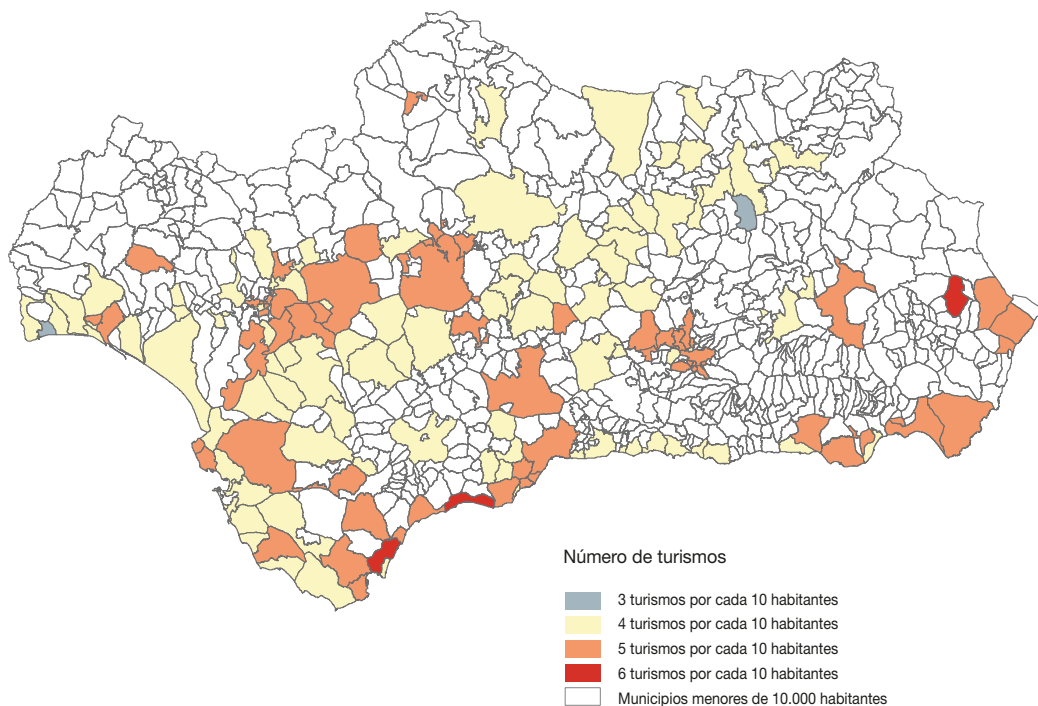 Número de turismos
3 turismos por cada 10 habitantes
4 turismos por cada 10 habitantes
5 turismos por cada 10 habitantes
6 turismos por cada 10 habitantes
Municipios menores de 10.000 habitantes